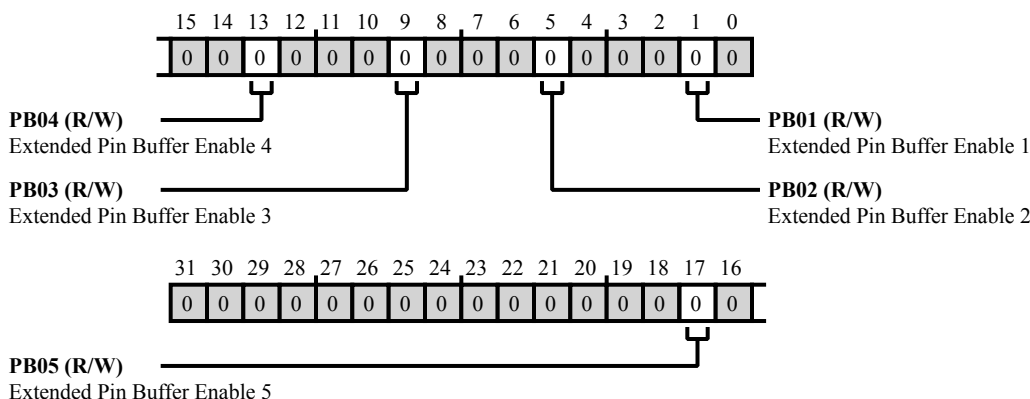 15 14 13 12 11 10 9 8 7 6 5 4 3 2 1 0
0 0 0 0 0 0 0 0 0 0 0 0 0 0 0 0
PB04 (R/W)
Extended Pin Buffer Enable 4
PB01 (R/W)
Extended Pin Buffer Enable 1
PB03 (R/W)
Extended Pin Buffer Enable 3
PB02 (R/W)
Extended Pin Buffer Enable 2
31 30 29 28 27 26 25 24 23 22 21 20 19 18 17 16
0 0 0 0 0 0 0 0 0 0 0 0 0 0 0 0
PB05 (R/W)
Extended Pin Buffer Enable 5